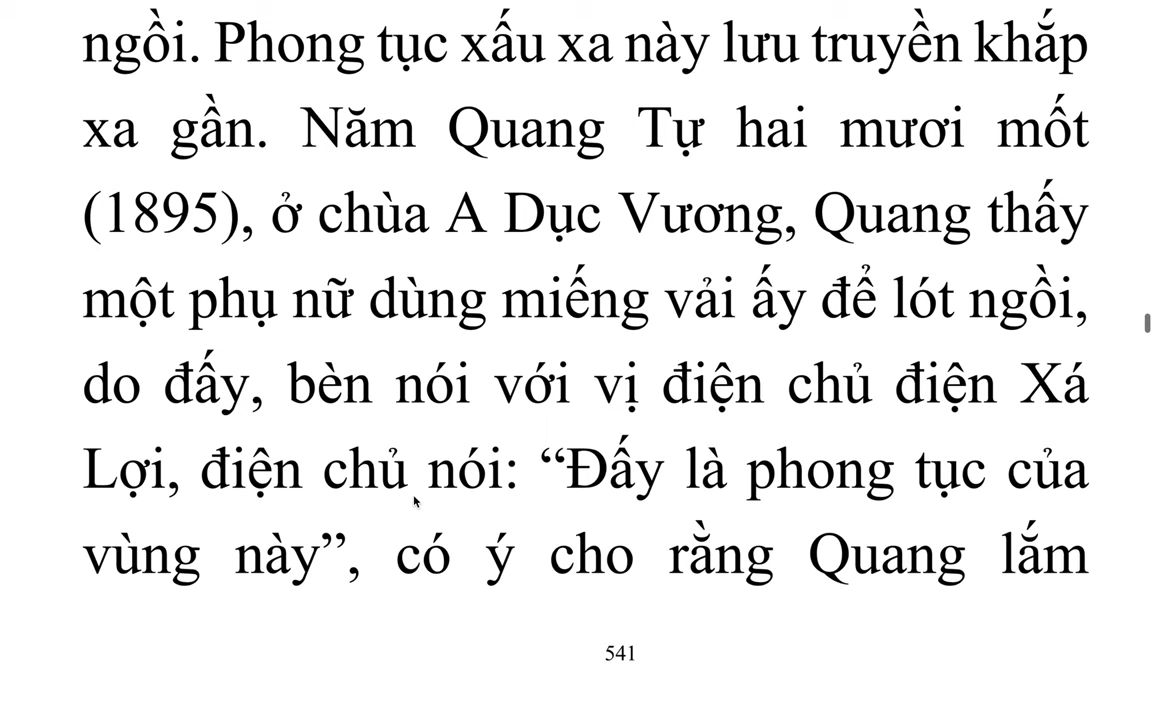 ngồi. Phong tục xấu xa này lưu truyền khắp
xa gần. Năm Quang Tự hai mươi mốt
(1895), ở chùa A Dục Vương, Quang thấy
một phụ nữ dùng miếng vải ấy để lót ngồi,
do đấy, bèn nói với vị điện chủ điện Xá
Lợi, điện chủ nói: “Đấy là phong tục của
vùng này”, có ý cho rằng Quang lắm
541